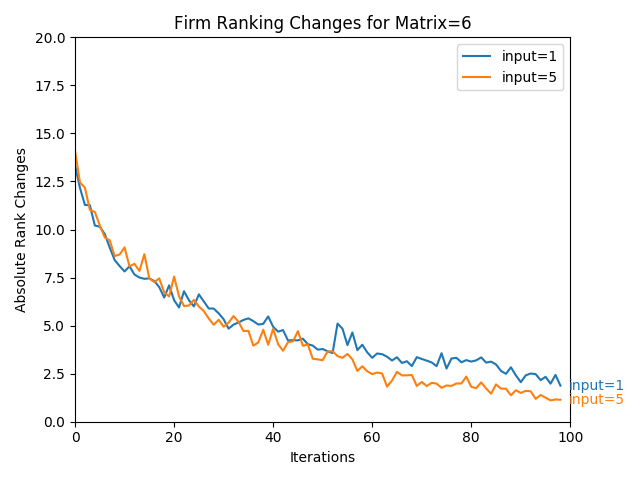 Firm Ranking Changes for Matrix=6
20.0
17.5
15.0
12.5
10.0
7.5
5.0
2.5
0.0
Absolute Rank Changes
input=1
input=5
input=1
input=5
0 20 40 60 80 100
Iterations